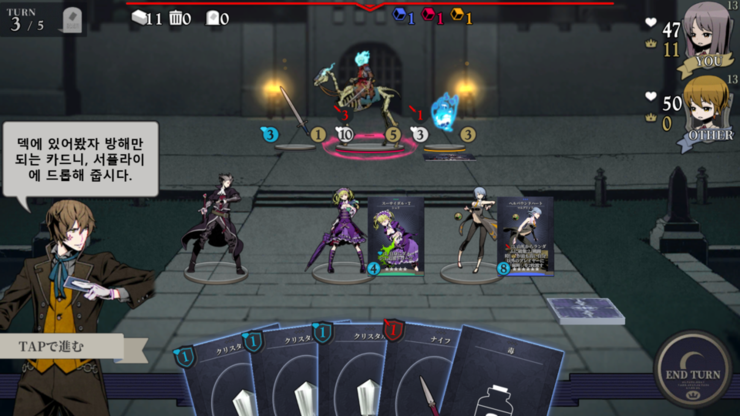 TURN
3 / 5
11
0
0
1
1
1
13
47
11
YOU
13
50
0
OTHER
3
1
3
1
10
5
3
3
덱에 있어봤자 방해만
되는 카드니, 서플라이
에 드롭해 줍시다.
4
8
TAPで進む
1
クリスタ
1
クリスタ
1
クリスタル
1
ナイフ
毒
END TURN